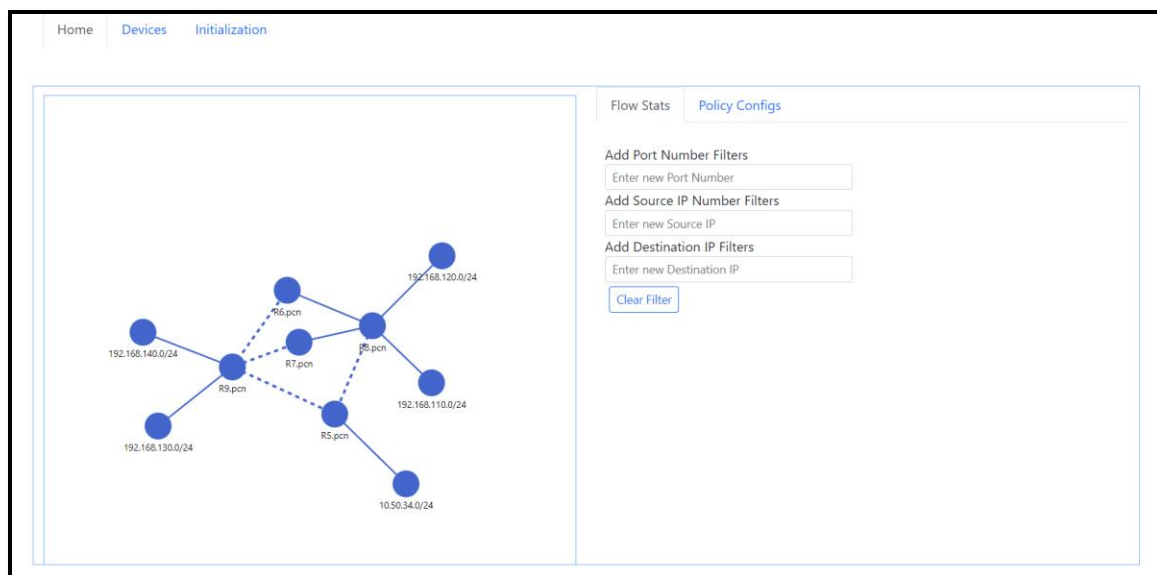 Home Devices Initialization
Flow Stats Policy Configs
Add Port Number Filters
Enter new Port Number
Add Source IP Number Filters
Enter new Source IP
Add Destination IP Filters
Enter new Destination IP
Clear Filter
192.168.120.0/24
R6.pcn
R8.pcn
192.168.140.0/24
R7.pcn
R9.pcn
192.168.110.0/24
R5.pcn
192.168.130.0/24
10.50.34.0/24